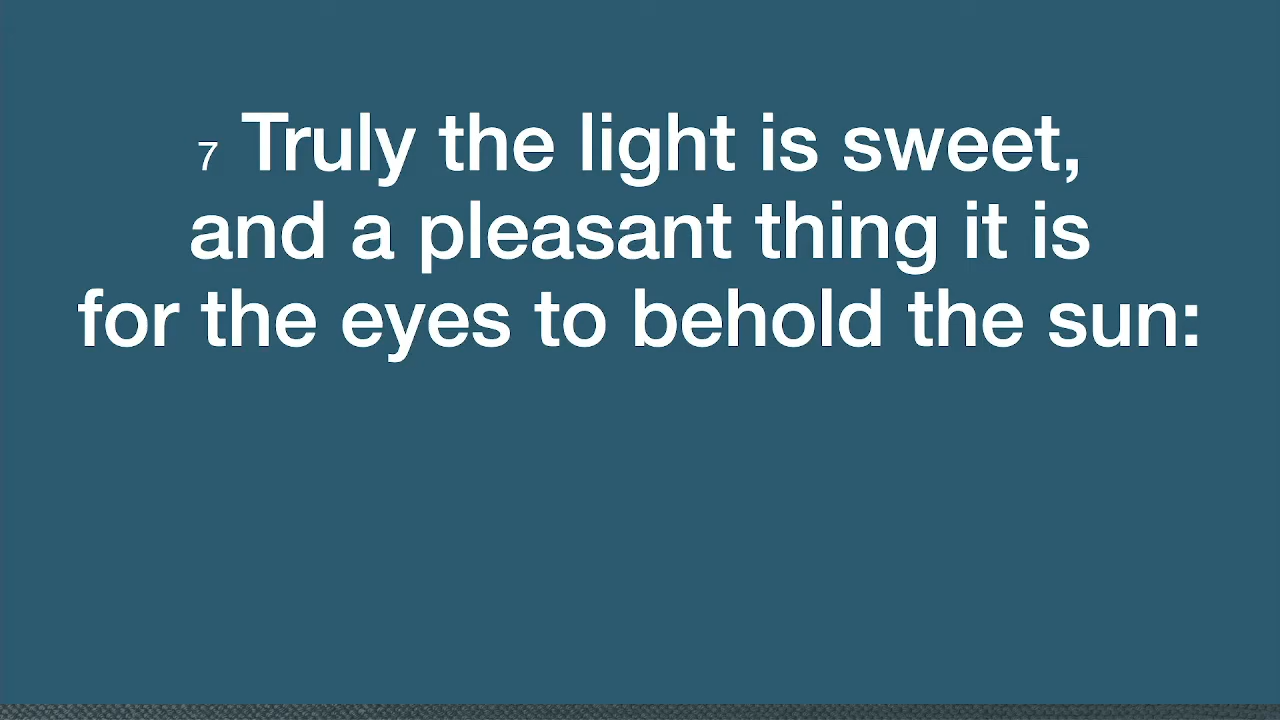 7 Truly the light is sweet,
and a pleasant thing it is
for the eyes to behold the sun: